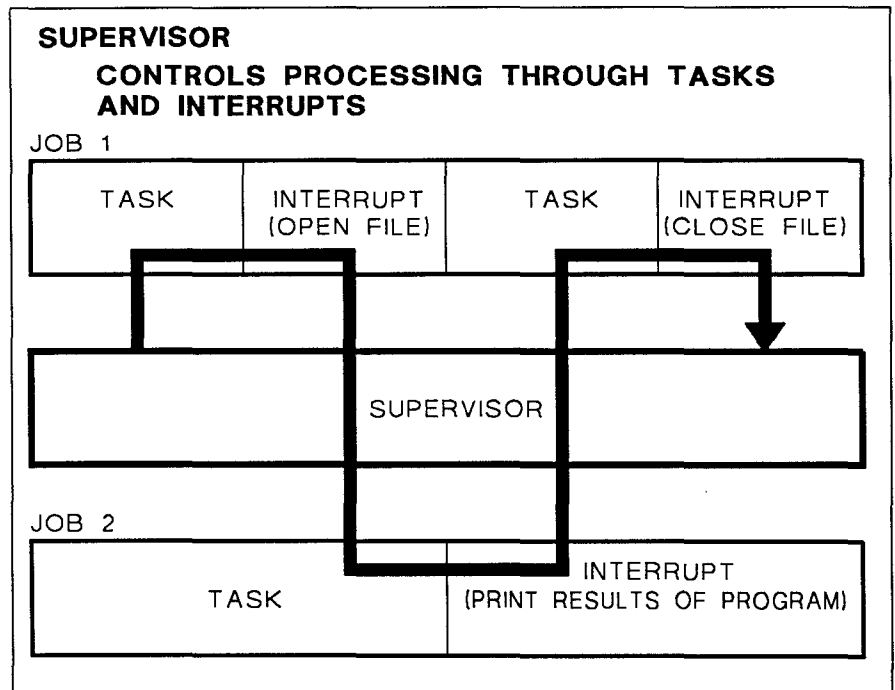 SUPERVISOR
CONTROLS PROCESSING THROUGH TASKS
AND INTERRUPTS
JOB 1
TASK
INTERRUPT
(OPEN FILE)
TASK
INTERRUPT
(CLOSE FILE)
SUPERVISOR
JOB 2
TASK
INTERRUPT
(PRINT RESULTS OF PROGRAM)